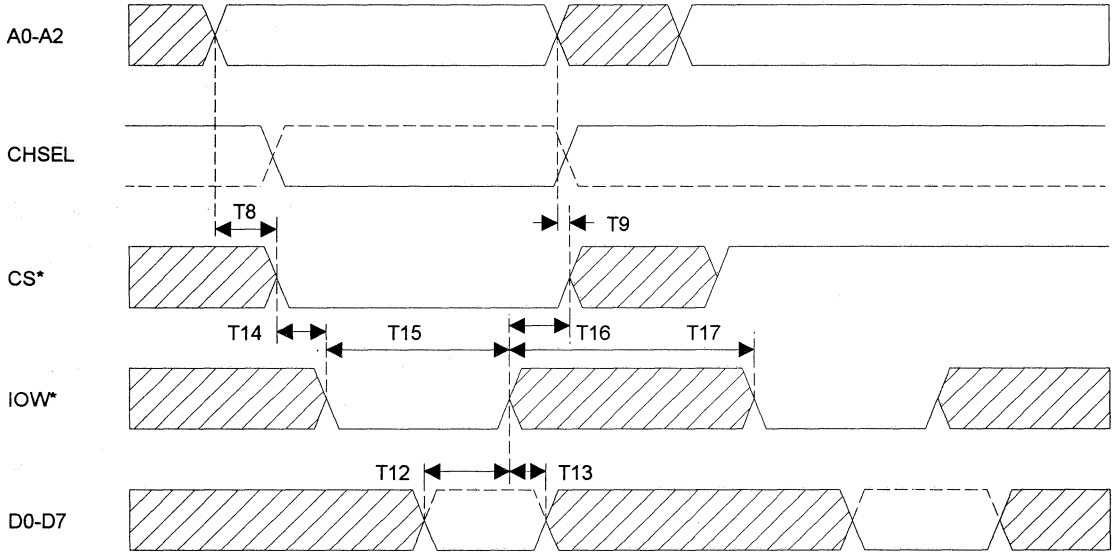 A0-A2
CHSEL
T8
T9
CS*
T14
T15
T16
T17
IOW*
T12
T13
D0-D7